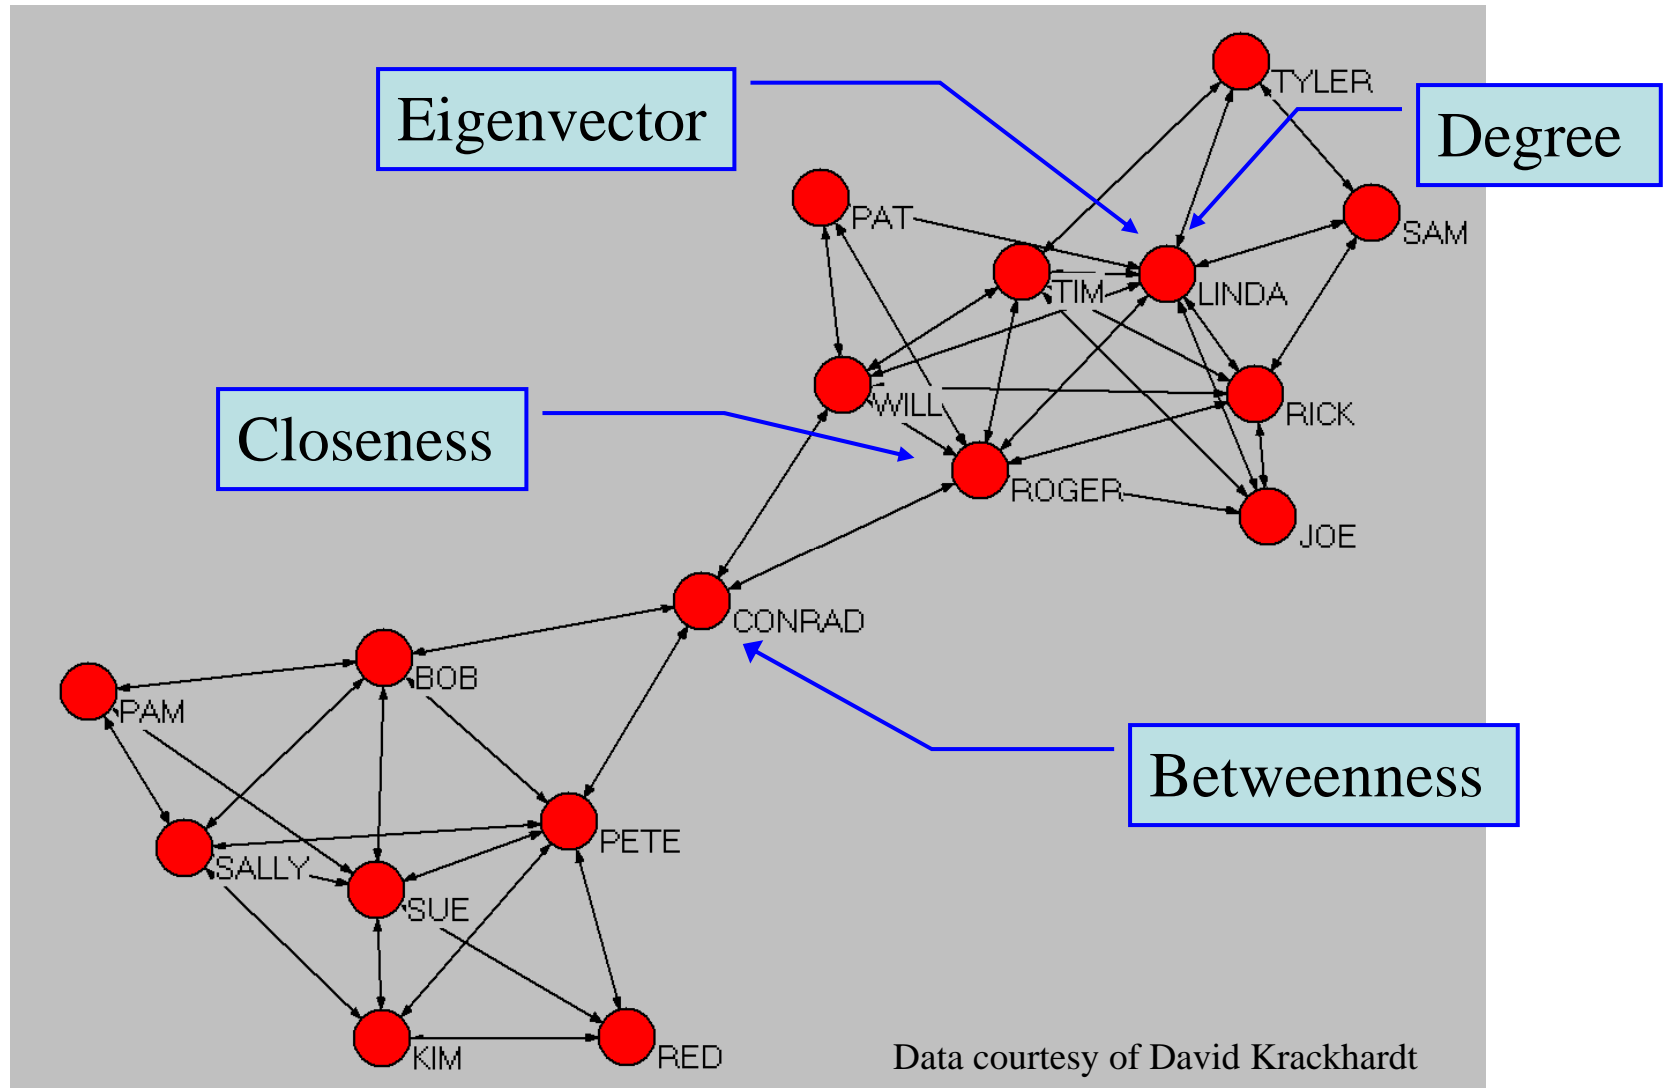 TYLER
Eigenvector
Degree
PAT
SAM
TIM
LINDA
WILL
RICK
Closeness
ROGER
JOE
CONRAD
BOB
PAM
Betweenness
PETE
SALLY
SUE
KIM
RED
Data courtesy of David Krackhardt